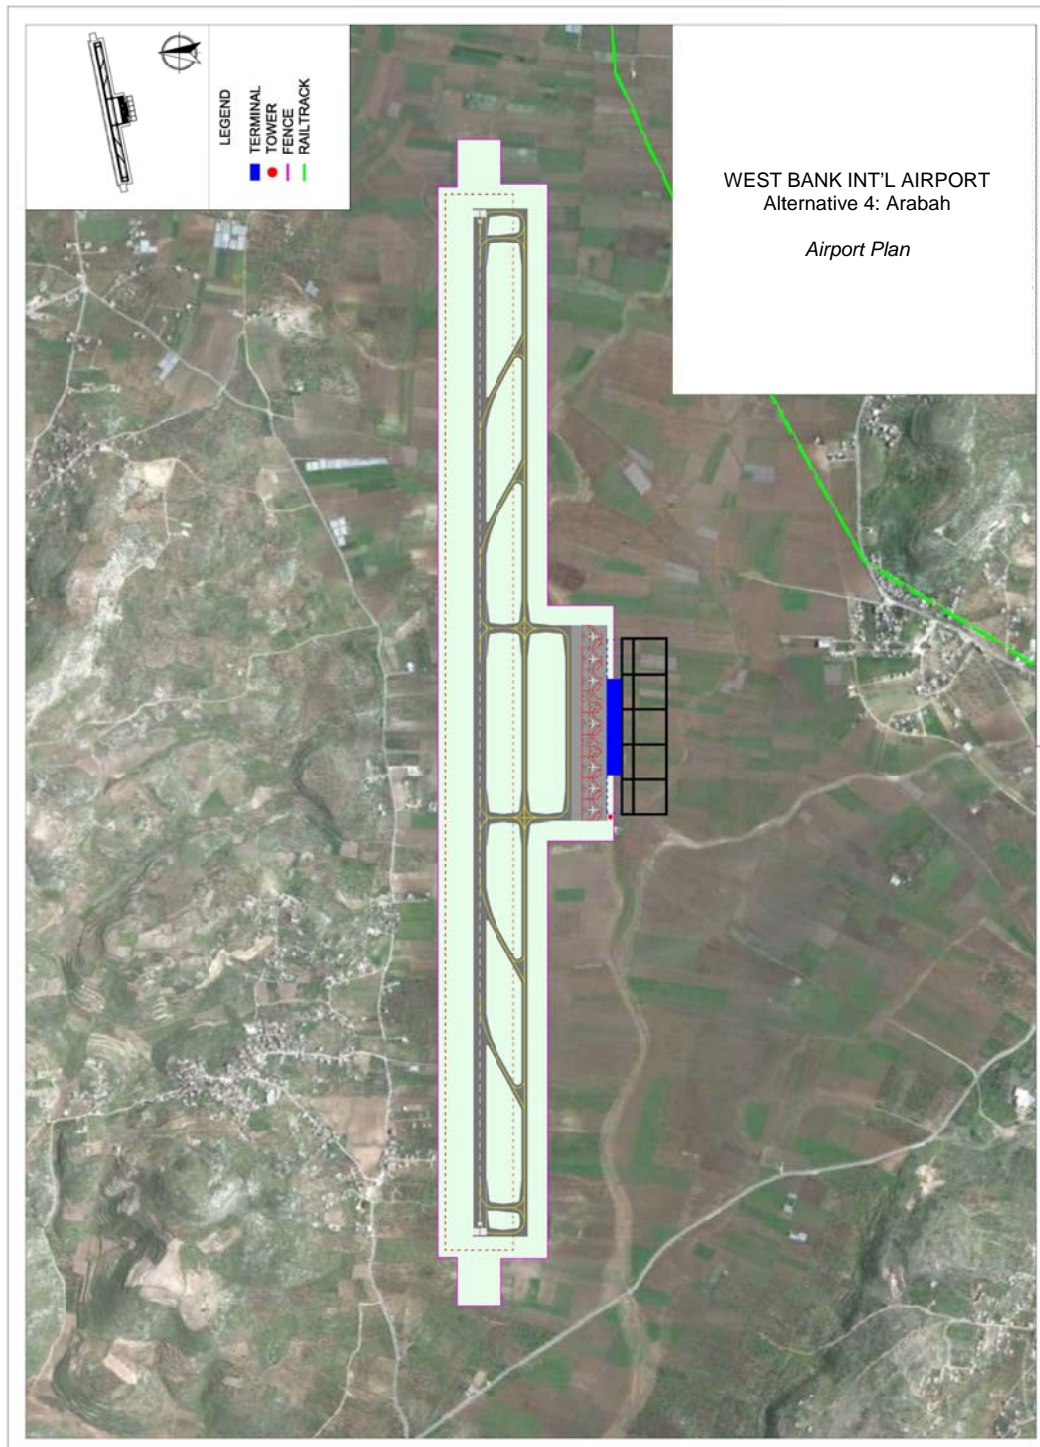 LEGEND
TERMINAL
TOWER
FENCE
RAILTRACK
WEST BANK INT'L AIRPORT
Alternative 4: Arabah
Airport Plan